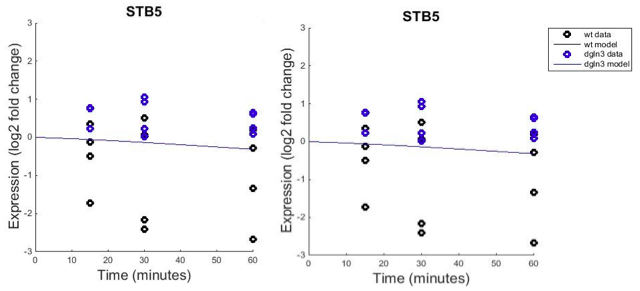 STB5
Expression (log2 fold change)
3
2
1
0
-1
-2
-3
0
10
20
30
40
50
60
Time (minutes)
STB5
Expression (log2 fold change)
3
2
1
0
-1
-2
-3
0
10
20
30
40
50
60
Time (minutes)
wt data
wt model
dgln3 data
dgln3 model